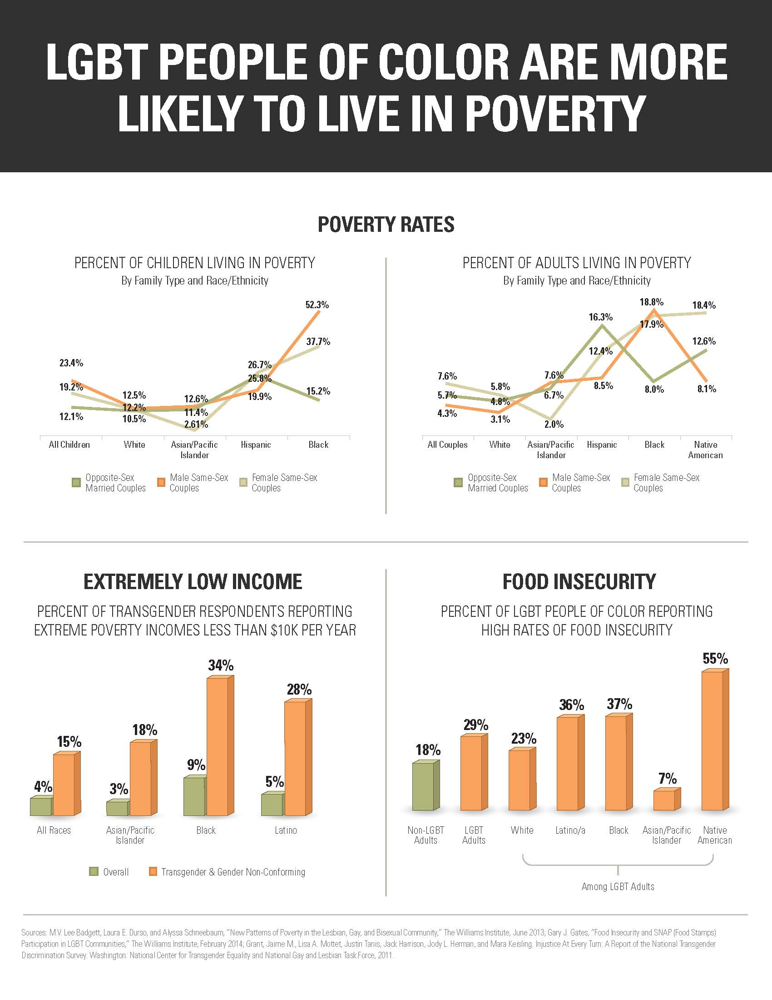 LGBT PEOPLE OF COLOR ARE MORE
LIKELY TO LIVE IN POVERTY
POVERTY RATES
PERCENT OF CHILDREN LIVING IN POVERTY
By Family Type and Race/Ethnicity
52.3%
37.7%
23.4%
26.7%
25.8%
19.2%
15.2%
12.5%
12.6%
19.9%
12.2%
11.4%
12.1%
10.5%
2.61%
All Children
White
Asian/Pacific
Islander
Hispanic
Black
Opposite-Sex
Married Couples
Male Same-Sex
Couples
Female Same-Sex
Couples
PERCENT OF ADULTS LIVING IN POVERTY
By Family Type and Race/Ethnicity
18.8%
18.4%
16.3%
17.9%
12.6%
12.4%
7.6%
7.6%
5.8%
8.5%
8.0%
8.1%
5.7%
6.7%
4.8%
4.3%
3.1%
2.0%
All Couples
White
Asian/Pacific
Islander
Hispanic
Black
Native
American
Opposite-Sex
Married Couples
Male Same-Sex
Couples
Female Same-Sex
Couples
EXTREMELY LOW INCOME
PERCENT OF TRANSGENDER RESPONDENTS REPORTING
EXTREME POVERTY INCOMES LESS THAN $10K PER YEAR
34%
28%
18%
15%
9%
5%
4%
3%
All Races
Asian/Pacific
Islander
Black
Latino
Overall
Transgender & Gender Non-Conforming
FOOD INSECURITY
PERCENT OF LGBT PEOPLE OF COLOR REPORTING
HIGH RATES OF FOOD INSECURITY
55%
36%
37%
29%
23%
18%
7%
Non-LGBT
Adults
LGBT
Adults
White
Latino/a
Black
Asian/Pacific
Islander
Native
American
Among LGBT Adults
Sources: M.V. Lee Badgett, Laura E. Durso, and Alyssa Schneebaum, "New Patterns of Poverty in the Lesbian, Gay, and Bisexual Community," The Williams Institute, June 2013; Gary J. Gates, "Food Insecurity and SNAP (Food Stamps)
Participation in LGBT Communities," The Williams Institute, February 2014; Grant, Jaime M., Lisa A. Mottet, Justin Tanis, Jack Harrison, Jody L. Herman, and Mara Keisling. Injustice At Every Turn: A Report of the National Transgender
Discrimination Survey. Washington: National Center for Transgender Equality and National Gay and Lesbian Task Force, 2011.